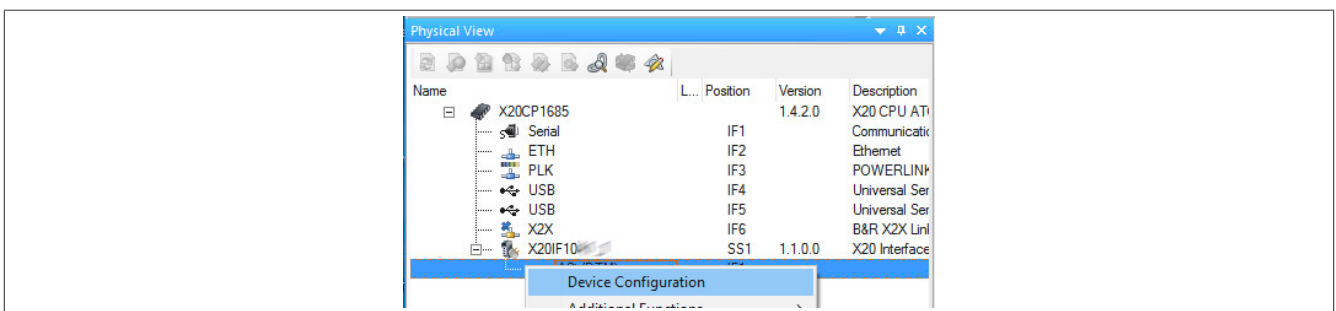 Physical View
Name L... Position Version Description
X20CP1685 1.4.2.0 X20 CPU AT
Serial IF1 Communicatic
ETH IF2 Ethernet
PLK IF3 POWERLINK
USB IF4 Universal Ser
USB IF5 Universal Ser
X2X IF6 B&R X2X Linl
X20IF10 SS1 1.1.0.0 X20 Interface
Device Configuration
Additional Functions